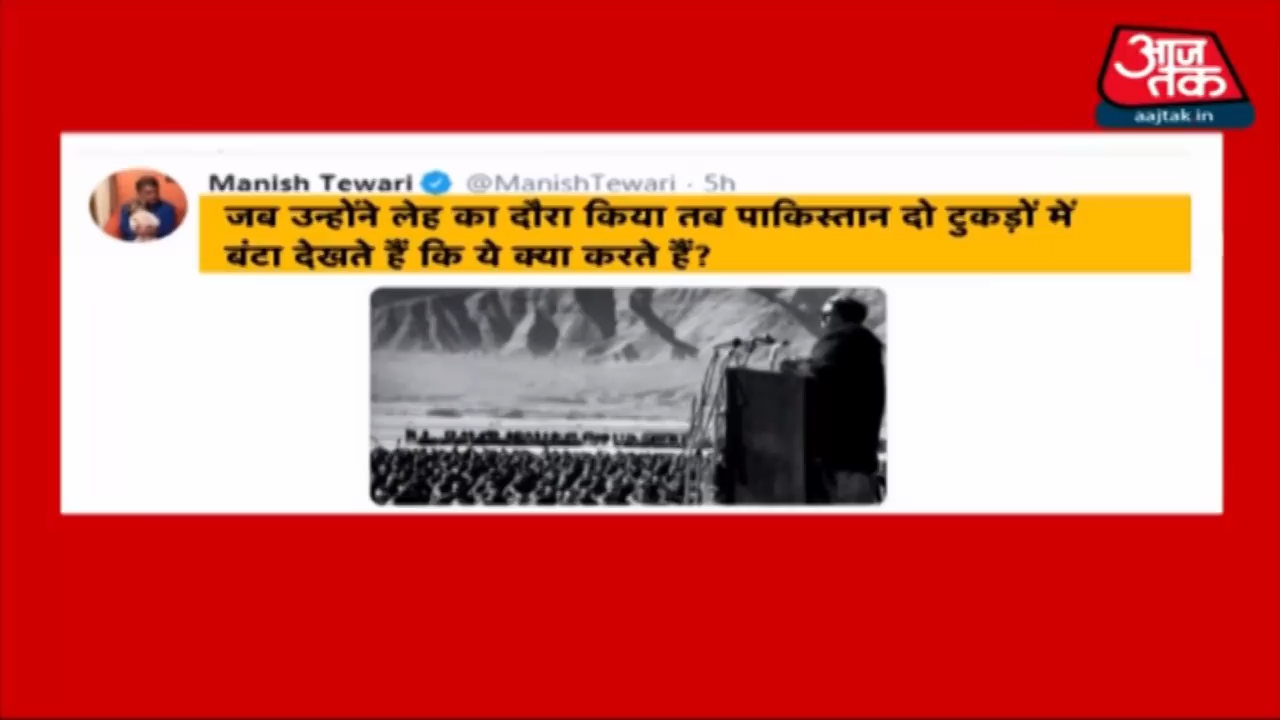 आज
तक
aajtak.in
Manish Tewari @ManishTewari · 5h
जब उन्होंने लेह का दौरा किया तब पाकिस्तान दो टुकड़ों में
बंटा देखते हैं कि ये क्या करते हैं?